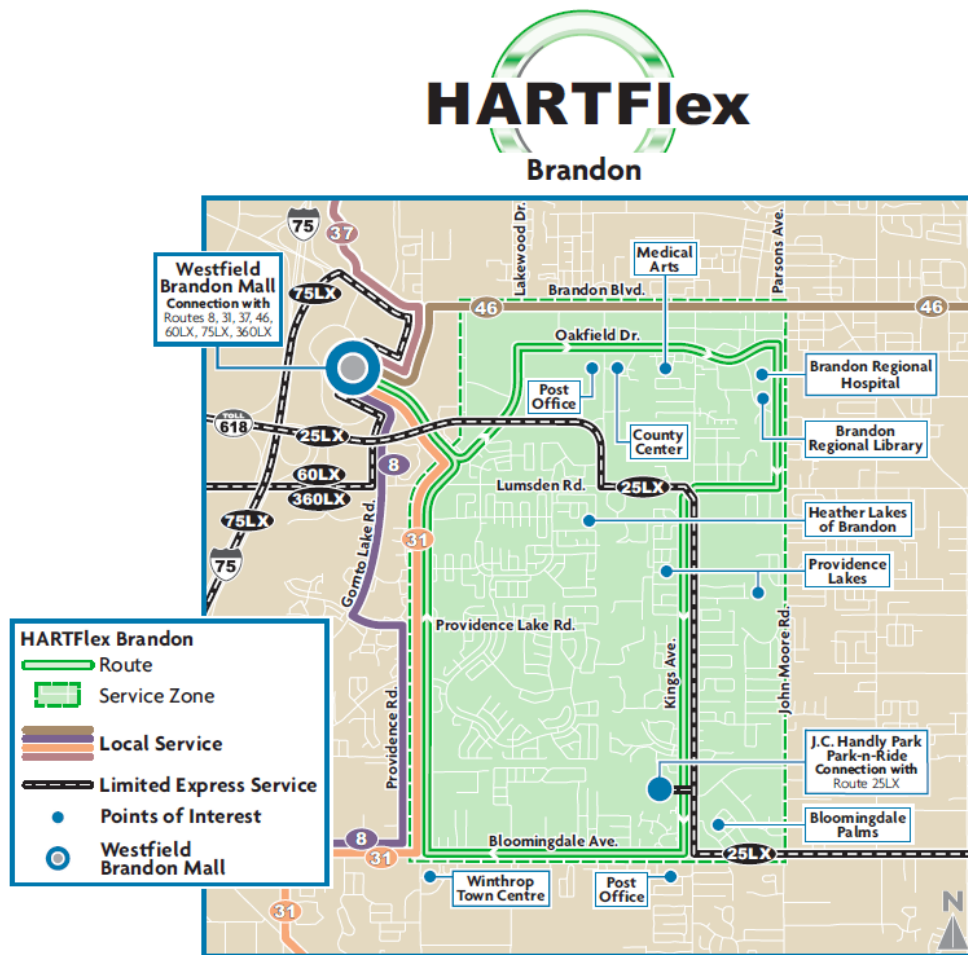 HARTFlex
Brandon
75
37
Lakewood Dr.
Parsons Ave.
Medical
Arts
Westfield
Brandon Mall
Connection with
Routes 8, 31, 37, 46,
60LX, 75LX, 360LX
75LX
Brandon Blvd.
46
46
Oakfield Dr.
Brandon Regional
Hospital
Post
Office
TOLL
618
25LX
County
Center
Brandon
Regional Library
8
60LX
360LX
Lumsden Rd.
25LX
75LX
Heather Lakes
of Brandon
31
75
Gornto Lake Rd.
Providence
Lakes
Providence Lake Rd.
Kings Ave.
John Moore Rd.
Providence Rd.
HARTFlex Brandon
Route
Service Zone
Local Service
Limited Express Service
Points of Interest
Westfield
Brandon Mall
J.C. Handly Park
Park-n-Ride
Connection with
Route 25LX
Bloomingdale
Palms
8
31
Bloomingdale Ave.
25LX
Winthrop
Town Centre
Post
Office
31
N